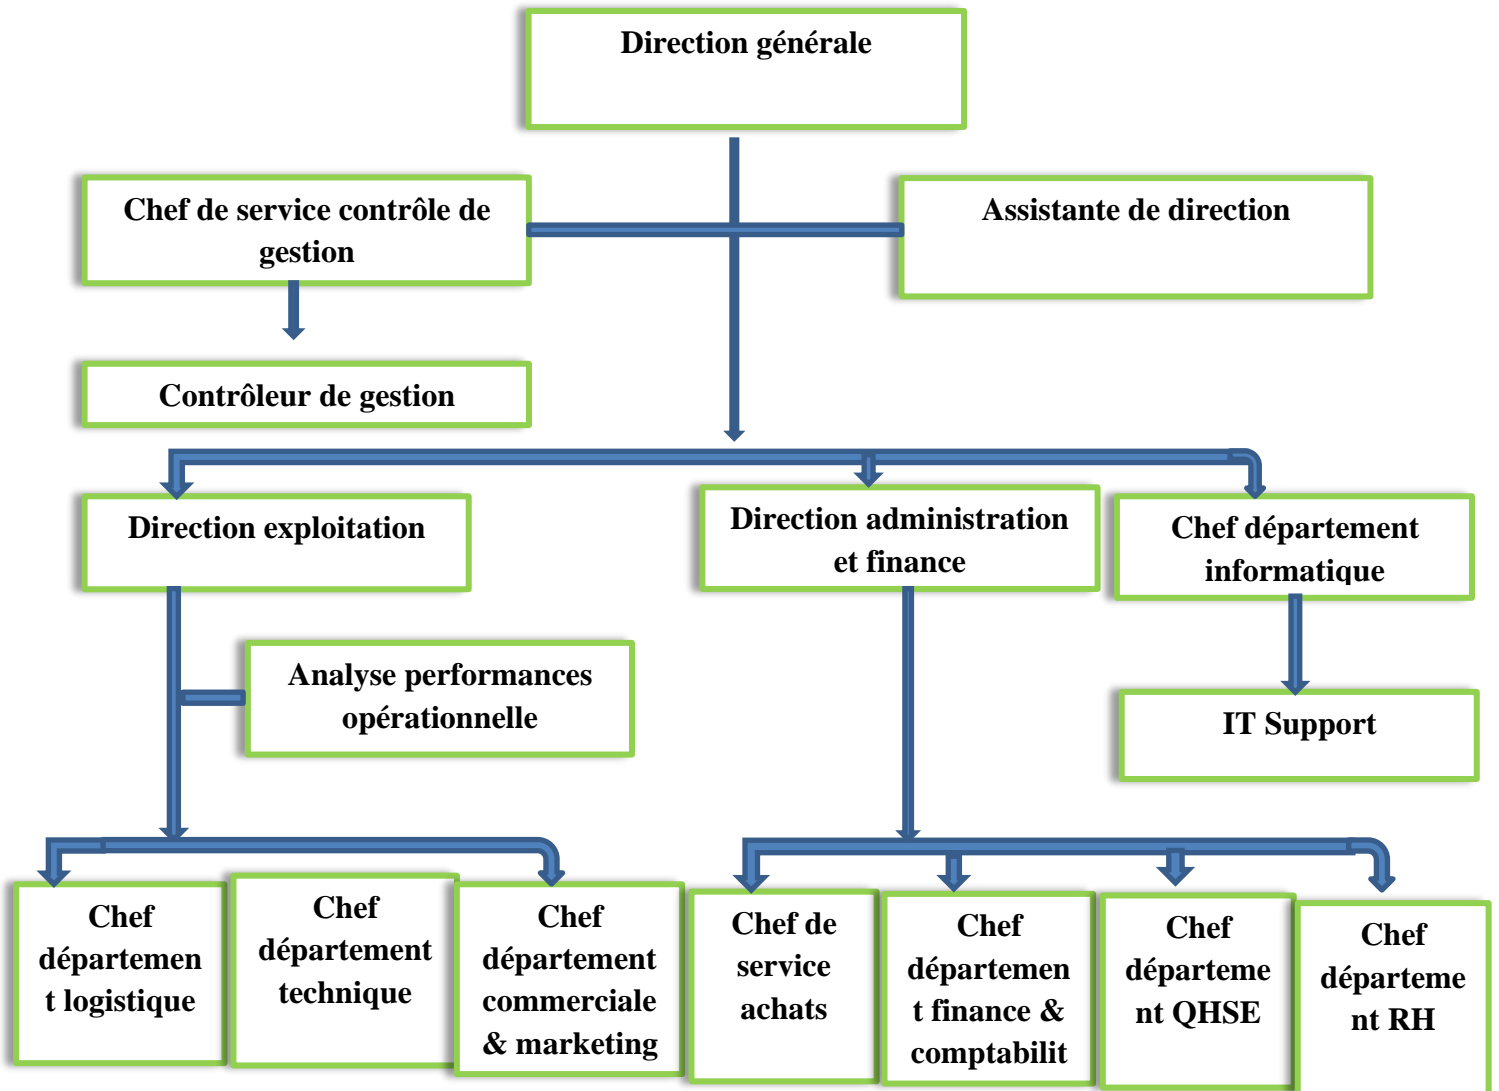 Direction générale
Chef de service contrôle de
gestion
Assistante de direction
Contrôleur de gestion
Direction exploitation
Direction administration
et finance
Chef département
informatique
Analyse performances
opérationnelle
IT Support
Chef
départemen
t logistique
Chef
département
technique
Chef
département
commerciale
& marketing
Chef de
service
achats
Chef
départemen
t finance &
comptabilit
Chef
départeme
nt QHSE
Chef
départeme
nt RH